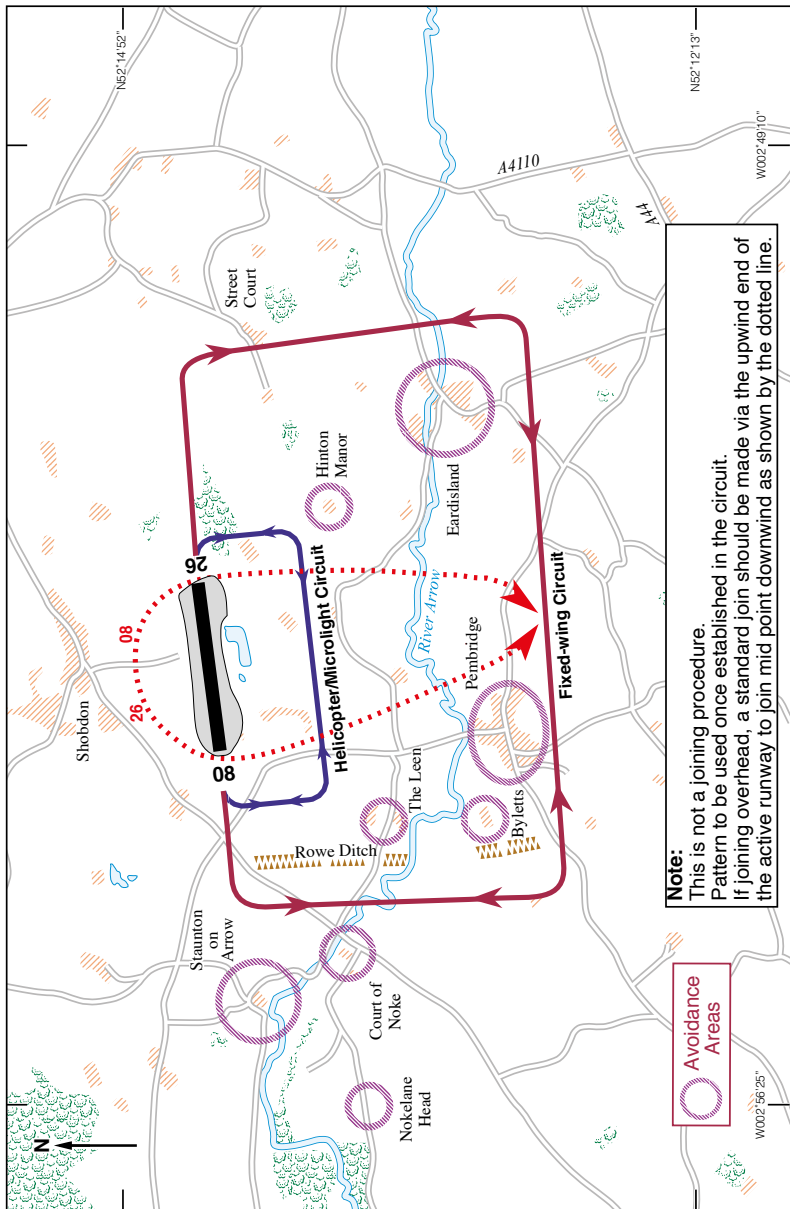 N
N52°14'52"
N52°12'13"
W002°56'25"
W002°49'10"
Shobdon
26
08
08
26
Street
Court
Hinton
Manor
Helicopter/Microlight Circuit
Staunton
on
Arrow
Rowe Ditch
The Leen
Court of
Noke
Nokelane
Head
River Arrow
Pembridge
Byletts
Eardisland
Fixed-wing Circuit
A4110
A44
Avoidance
Areas
Note:
This is not a joining procedure.
Pattern to be used once established in the circuit.
If joining overhead, a standard join should be made via the upwind end of
the active runway to join mid point downwind as shown by the dotted line.